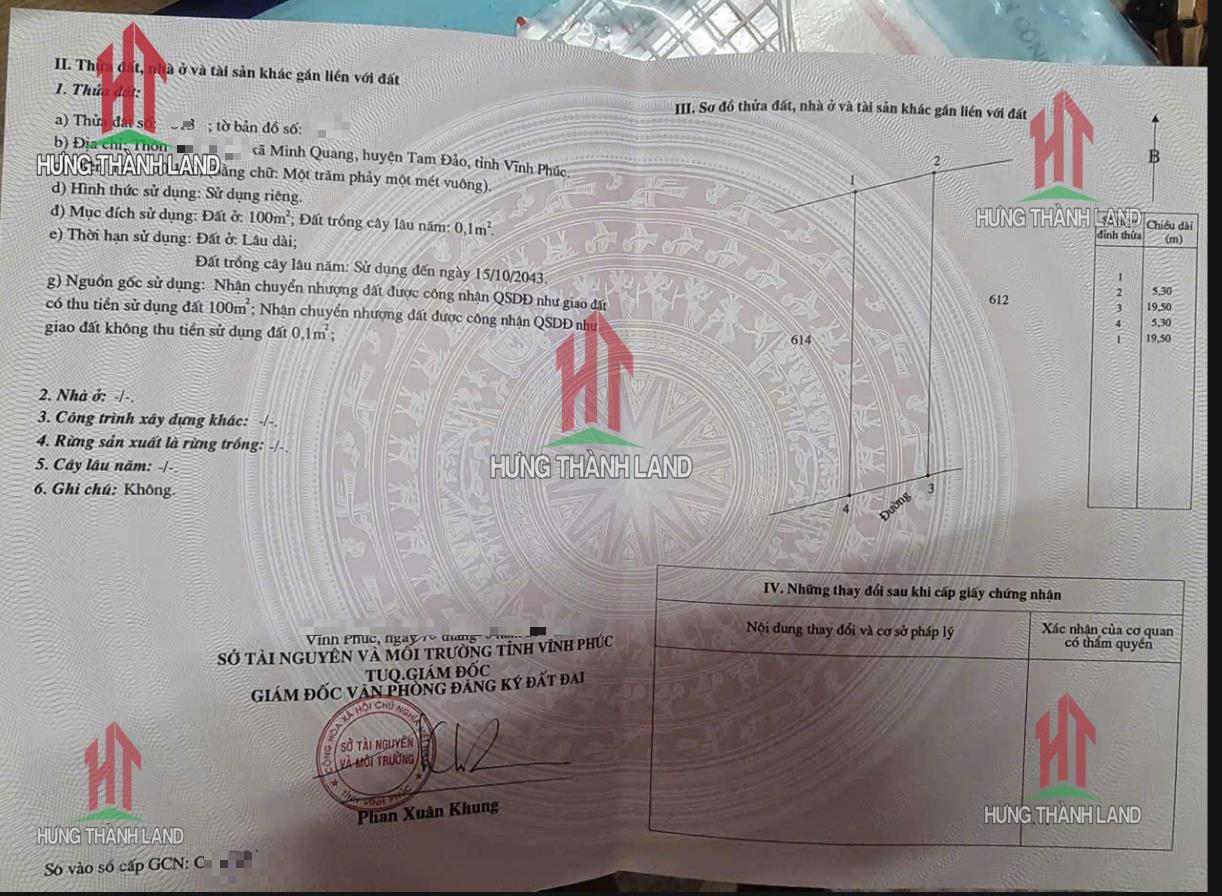 II. Thửa đất, nhà ở và tài sản khác gắn liền với đất
1. Thửa đất:
a) Thửa đất số: ; tờ bản đồ số:
b) Địa chỉ: Thôn xã Minh Quang, huyện Tam Đảo, tỉnh Vĩnh Phúc.
bằng chữ: Một trăm phảy một mét vuông).
d) Hình thức sử dụng: Sử dụng riêng.
đ) Mục đích sử dụng: Đất ở: 100m²; Đất trồng cây lâu năm: 0,1m².
e) Thời hạn sử dụng: Đất ở: Lâu dài;
Đất trồng cây lâu năm: Sử dụng đến ngày 15/10/2043.
g) Nguồn gốc sử dụng: Nhận chuyển nhượng đất được công nhận QSDĐ như giao đất
có thu tiền sử dụng đất 100m²; Nhận chuyển nhượng đất được công nhận QSDĐ như
giao đất không thu tiền sử dụng đất 0,1m²;
2. Nhà ở: -/-.
3. Công trình xây dựng khác: -/-.
4. Rừng sản xuất là rừng trồng: -/-.
5. Cây lâu năm: -/-.
6. Ghi chú: Không.
Vĩnh Phúc, ngày tháng
SỞ TÀI NGUYÊN VÀ MÔI TRƯỜNG TỈNH VĨNH PHÚC
TUQ.GIÁM ĐỐC
GIÁM ĐỐC VĂN PHÒNG ĐĂNG KÝ ĐẤT ĐAI
CỘNG HÒA XÃ HỘI CHỦ NGHĨA VIỆT NAM
SỞ TÀI NGUYÊN
VÀ MÔI TRƯỜNG
TỈNH VĨNH PHÚC
Phan Xuân Khung
Số vào sổ cấp GCN: C
III. Sơ đồ thửa đất, nhà ở và tài sản khác gắn liền với đất
B
1
2
612
614
3
4
Đường
đỉnh thửa Chiều dài (m)
1
2 5,30
3 19,50
4 5,30
1 19,50
IV. Những thay đổi sau khi cấp giấy chứng nhận
Nội dung thay đổi và cơ sở pháp lý
Xác nhận của cơ quan
có thẩm quyền
HƯNG THÀNH LAND
HƯNG THÀNH LAND
HƯNG THÀNH LAND
HƯNG THÀNH LAND
HƯNG THÀNH LAND